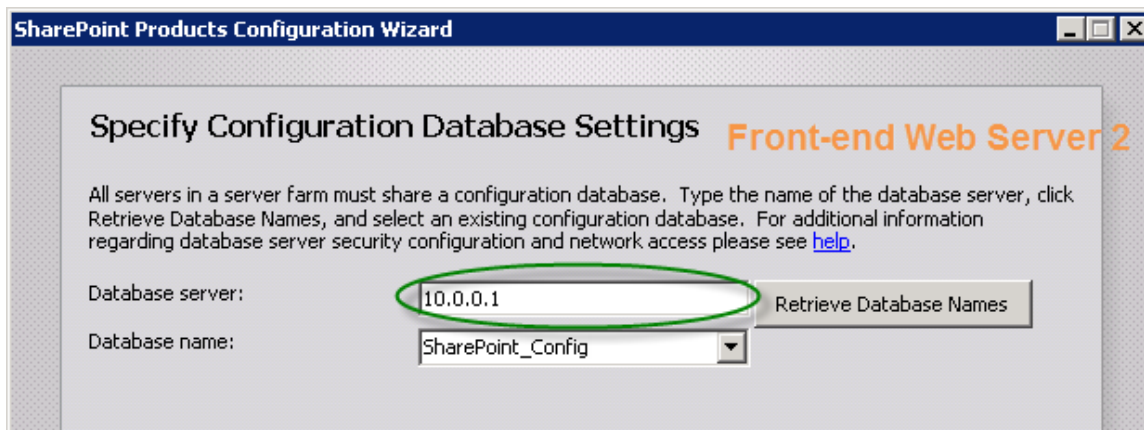 SharePoint Products Configuration Wizard
Specify Configuration Database Settings
Front-end Web Server 2
All servers in a server farm must share a configuration database. Type the name of the database server, click
Retrieve Database Names, and select an existing configuration database. For additional information
regarding database server security configuration and network access please see help.
Database server:
10.0.0.1
Retrieve Database Names
Database name:
SharePoint_Config